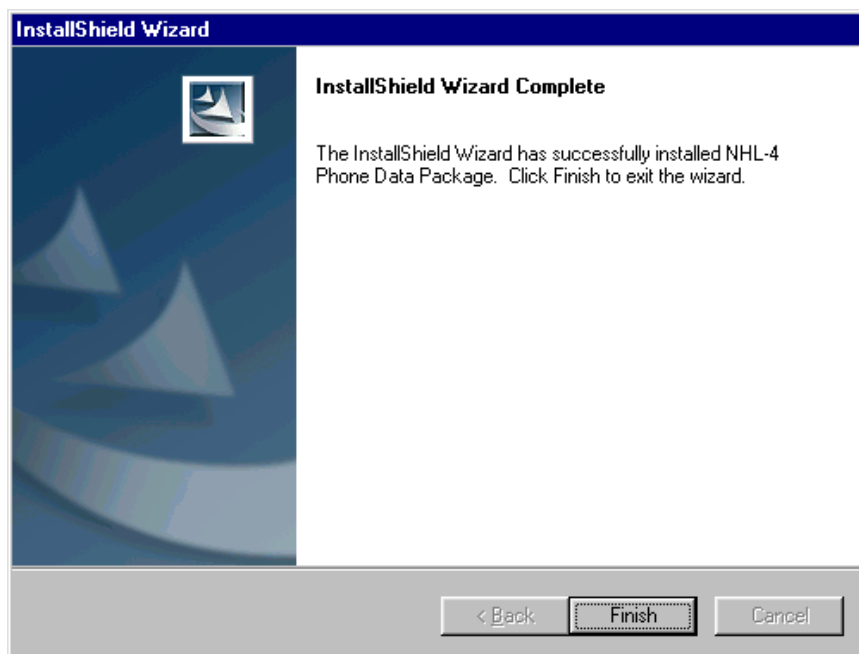 InstallShield Wizard
InstallShield Wizard Complete
The InstallShield Wizard has successfully installed NHL-4
Phone Data Package.  Click Finish to exit the wizard.
< Back
Finish
Cancel